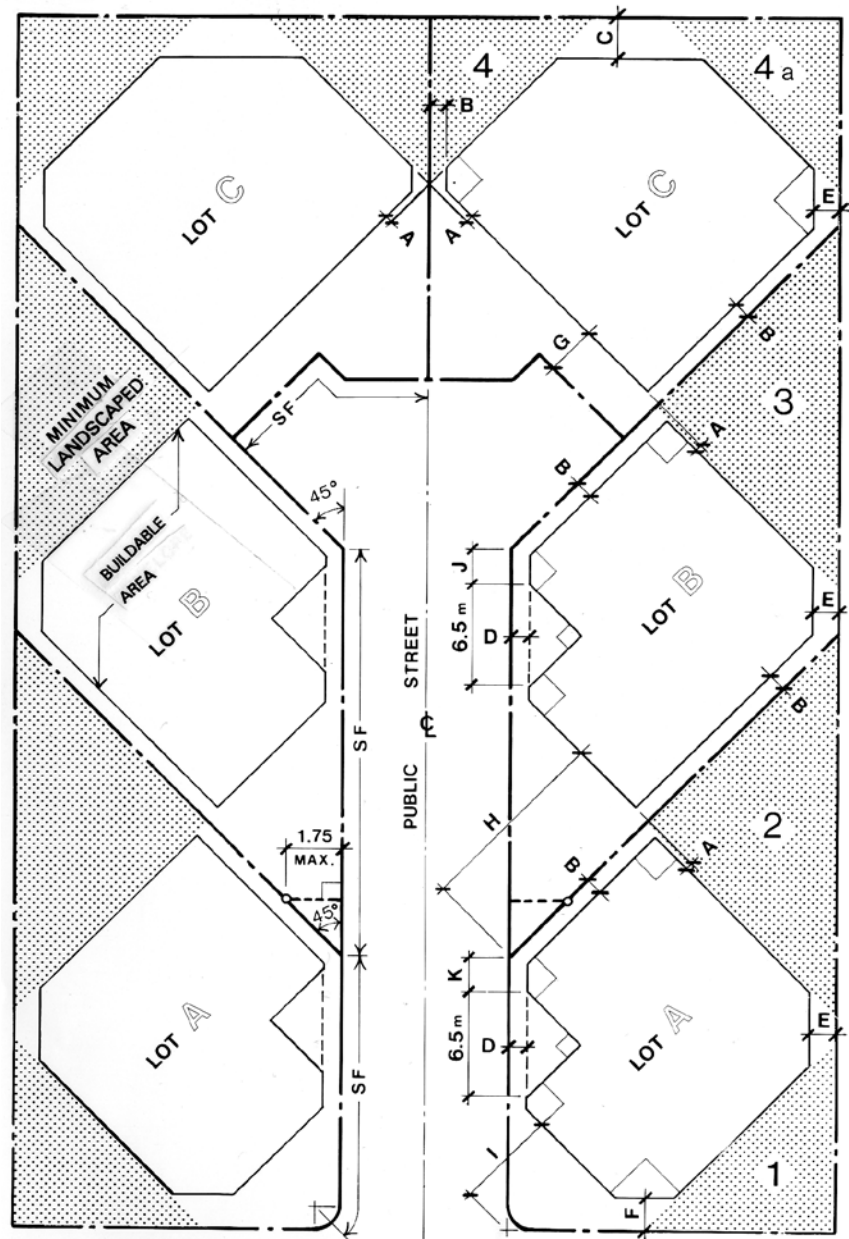 4
C
4 a
B
LOT C
LOT C
E
A
A
B
G
MINIMUM
LANDSCAPED
AREA
SF
3
A
45°
B
BUILDABLE
AREA
J
LOT B
LOT B
E
6.5 m
D
PUBLIC STREET
℄
SF
B
H
1.75
MAX.
2
45°
B
A
K
LOT A
LOT A
E
6.5 m
D
SF
I
1
F